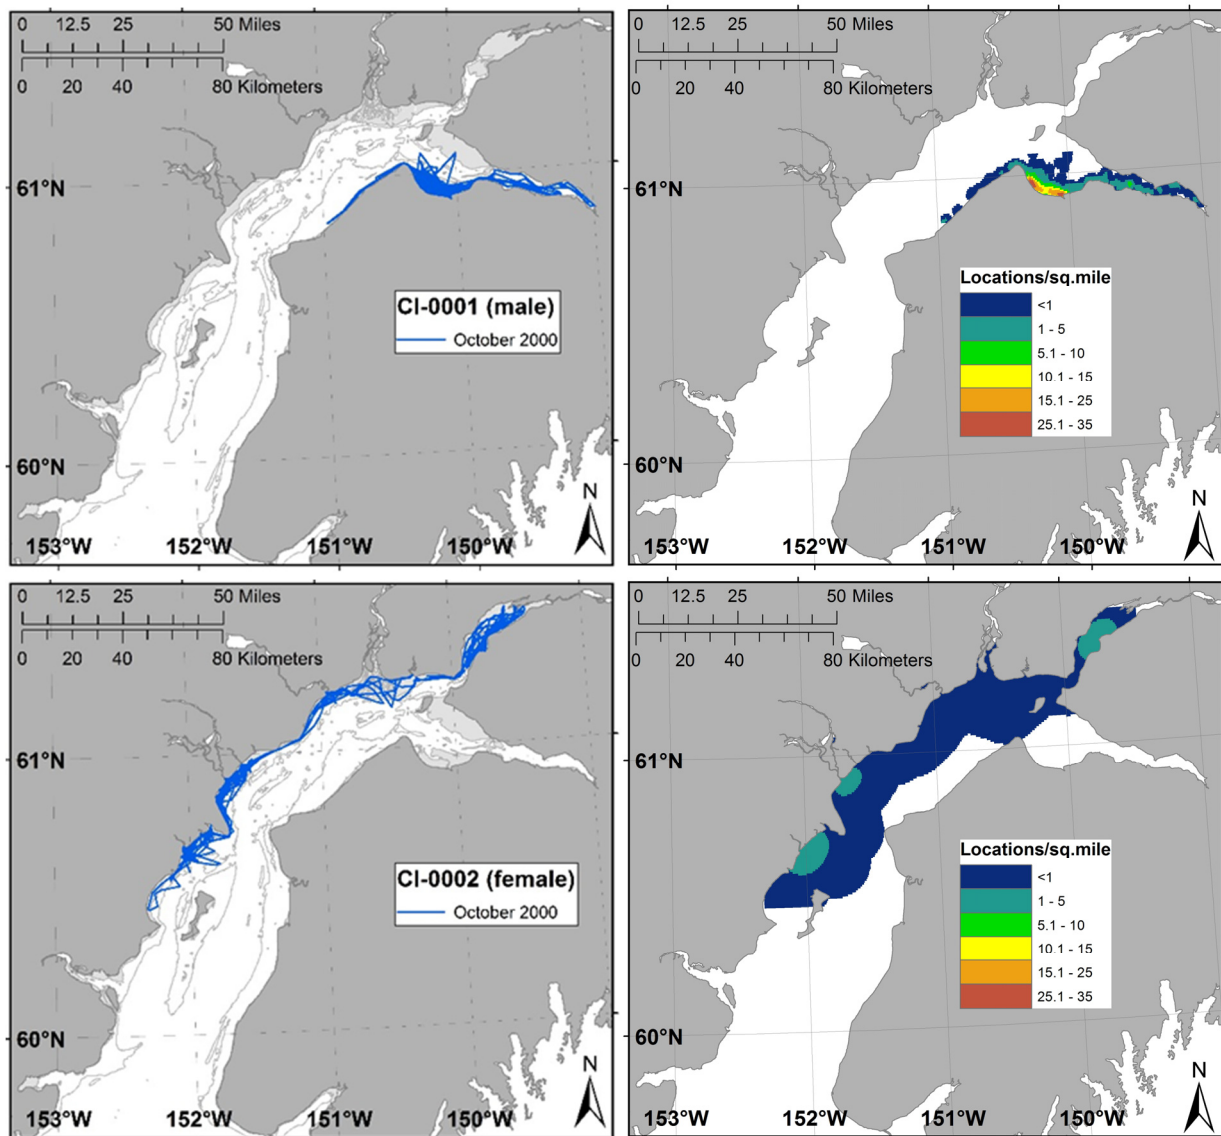 0 12.5 25 50 Miles
0 20 40 80 Kilometers
61°N
CI-0001 (male)
October 2000
60°N
N
153°W 152°W 151°W 150°W
0 12.5 25 50 Miles
0 20 40 80 Kilometers
61°N
Locations/sq.mile
<1
1 - 5
5.1 - 10
10.1 - 15
15.1 - 25
25.1 - 35
60°N
N
153°W 152°W 151°W 150°W
0 12.5 25 50 Miles
0 20 40 80 Kilometers
61°N
CI-0002 (female)
October 2000
60°N
N
153°W 152°W 151°W 150°W
0 12.5 25 50 Miles
0 20 40 80 Kilometers
61°N
Locations/sq.mile
<1
1 - 5
5.1 - 10
10.1 - 15
15.1 - 25
25.1 - 35
60°N
N
153°W 152°W 151°W 150°W